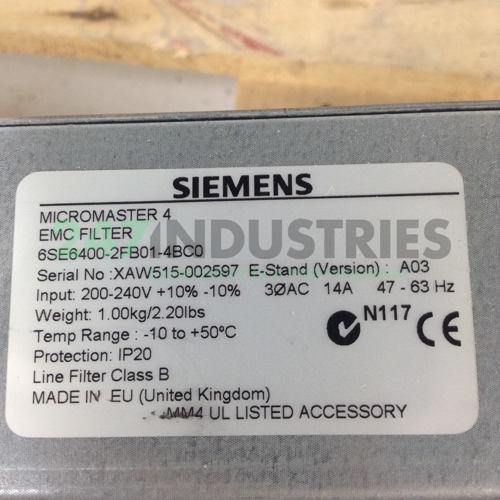 SIEMENS
MICROMASTER 4
EMC FILTER
6SE6400-2FB01-4BC0
Serial No :XAW515-002597 E-Stand (Version) : A03
Input: 200-240V +10% -10% 3ØAC 14A 47 - 63 Hz
Weight: 1.00kg/2.20lbs
N117
Temp Range : -10 to +50°C
Protection: IP20
Line Filter Class B
MADE IN EU (United Kingdom)
MM4 UL LISTED ACCESSORY
INDUSTRIES